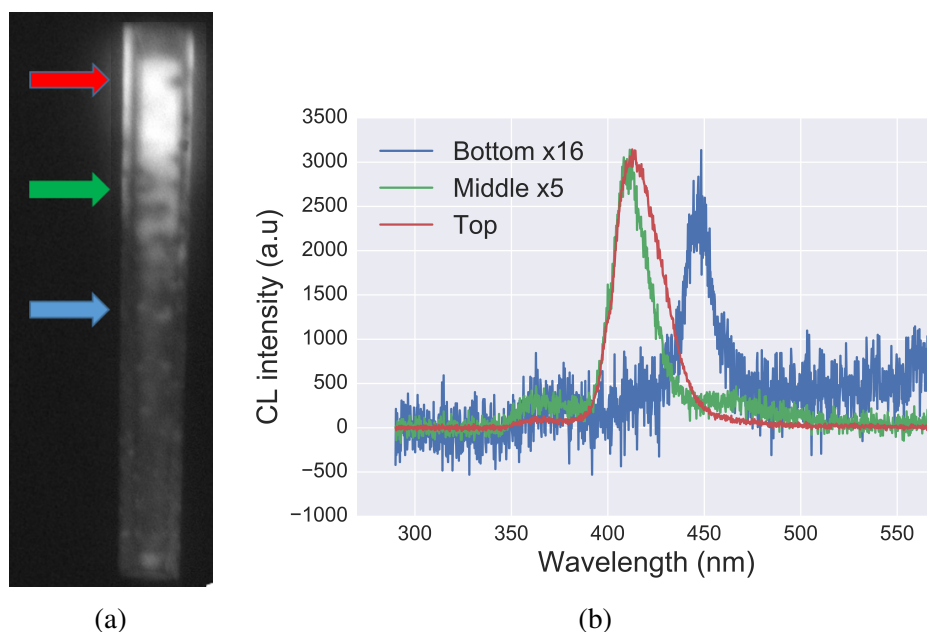 3500
3000
2500
2000
1500
1000
500
0
−500
−1000
CL intensity (a.u)
Bottom x16
Middle x5
Top
300 350 400 450 500 550
Wavelength (nm)
(a) (b)